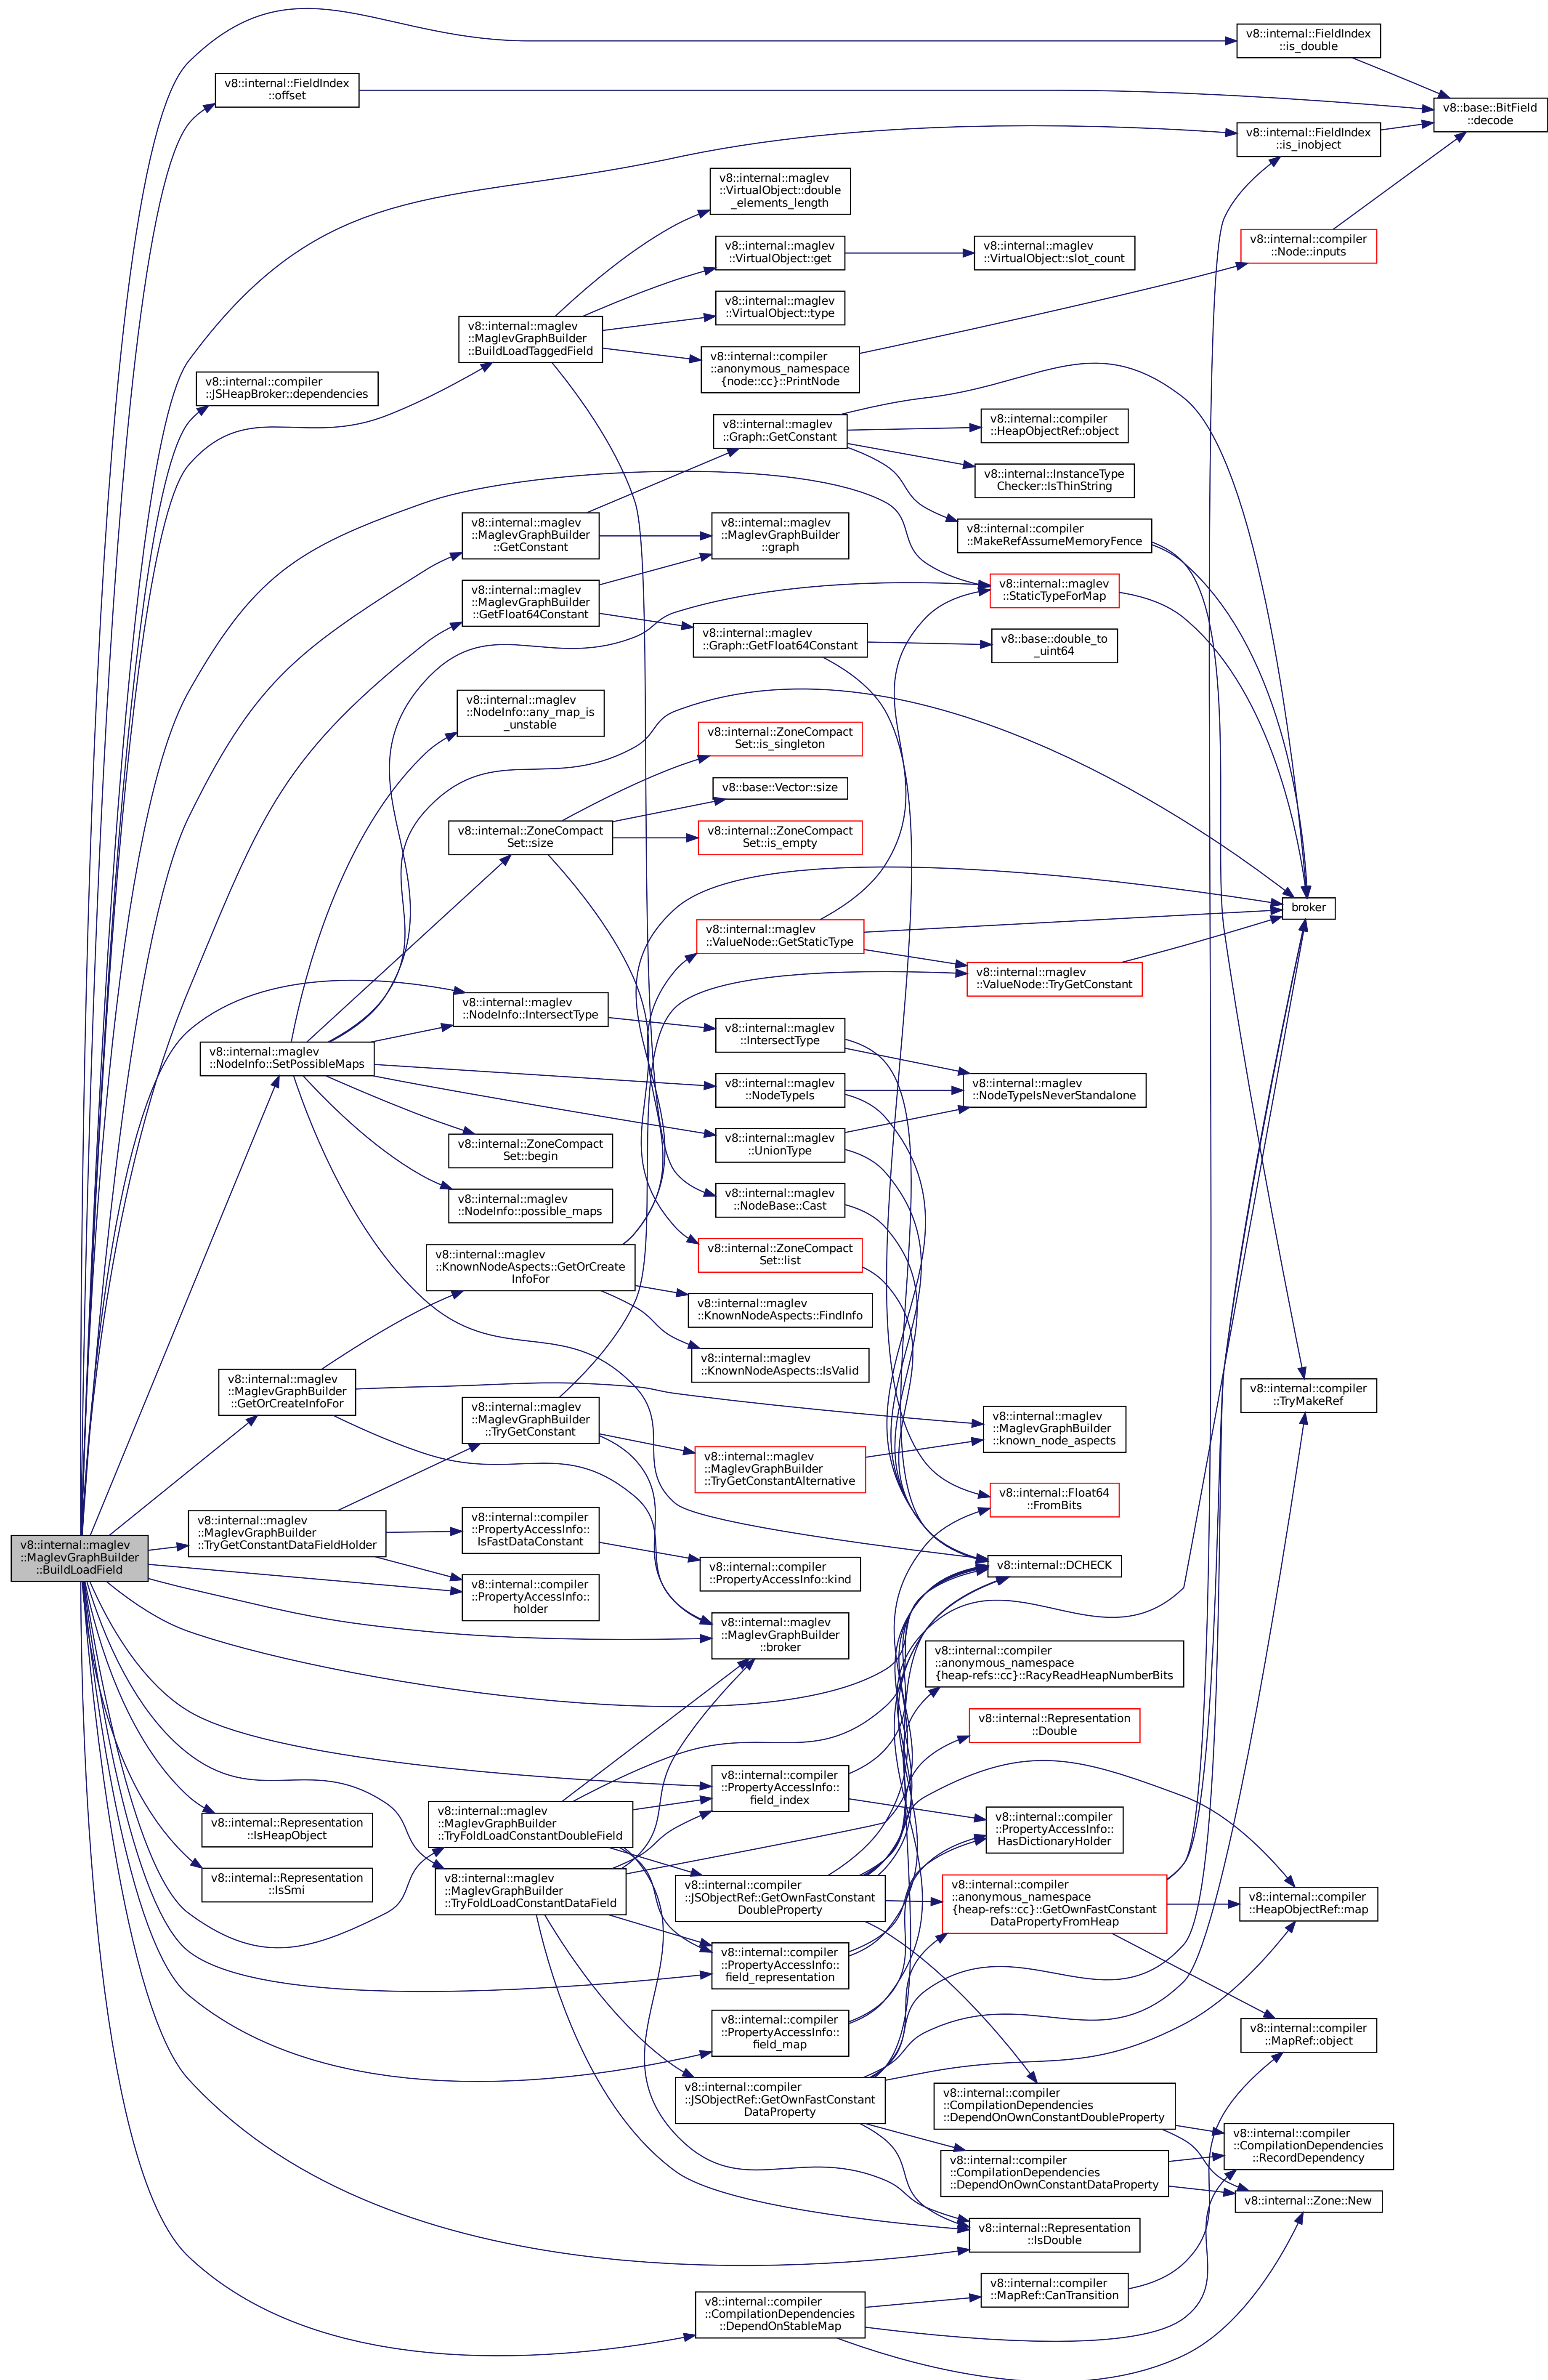 v8::internal::FieldIndex
::is_double
v8::internal::FieldIndex
::offset
v8::base::BitField
::decode
v8::internal::FieldIndex
::is_inobject
v8::internal::maglev
::VirtualObject::double
_elements_length
v8::internal::maglev
::VirtualObject::get
v8::internal::maglev
::VirtualObject::slot_count
v8::internal::compiler
::Node::inputs
v8::internal::maglev
::VirtualObject::type
v8::internal::maglev
::MaglevGraphBuilder
::BuildLoadTaggedField
v8::internal::compiler
::anonymous_namespace
{node::cc}::PrintNode
v8::internal::compiler
::JSHeapBroker::dependencies
v8::internal::maglev
::Graph::GetConstant
v8::internal::compiler
::HeapObjectRef::object
v8::internal::InstanceType
Checker::IsThinString
v8::internal::maglev
::MaglevGraphBuilder
::GetConstant
v8::internal::maglev
::MaglevGraphBuilder
::graph
v8::internal::compiler
::MakeRefAssumeMemoryFence
v8::internal::maglev
::MaglevGraphBuilder
::GetFloat64Constant
v8::internal::maglev
::StaticTypeForMap
v8::internal::maglev
::Graph::GetFloat64Constant
v8::base::double_to
_uint64
v8::internal::maglev
::NodeInfo::any_map_is
_unstable
v8::internal::ZoneCompact
Set::is_singleton
v8::base::Vector::size
v8::internal::ZoneCompact
Set::size
v8::internal::ZoneCompact
Set::is_empty
broker
v8::internal::maglev
::ValueNode::GetStaticType
v8::internal::maglev
::ValueNode::TryGetConstant
v8::internal::maglev
::NodeInfo::IntersectType
v8::internal::maglev
::IntersectType
v8::internal::maglev
::NodeInfo::SetPossibleMaps
v8::internal::maglev
::NodeTypeIs
v8::internal::maglev
::NodeTypeIsNeverStandalone
v8::internal::ZoneCompact
Set::begin
v8::internal::maglev
::UnionType
v8::internal::maglev
::NodeInfo::possible_maps
v8::internal::maglev
::NodeBase::Cast
v8::internal::maglev
::KnownNodeAspects::GetOrCreate
InfoFor
v8::internal::ZoneCompact
Set::list
v8::internal::maglev
::KnownNodeAspects::FindInfo
v8::internal::maglev
::KnownNodeAspects::IsValid
v8::internal::maglev
::MaglevGraphBuilder
::GetOrCreateInfoFor
v8::internal::compiler
::TryMakeRef
v8::internal::maglev
::MaglevGraphBuilder
::TryGetConstant
v8::internal::maglev
::MaglevGraphBuilder
::known_node_aspects
v8::internal::maglev
::MaglevGraphBuilder
::TryGetConstantAlternative
v8::internal::Float64
::FromBits
v8::internal::maglev
::MaglevGraphBuilder
::BuildLoadField
v8::internal::maglev
::MaglevGraphBuilder
::TryGetConstantDataFieldHolder
v8::internal::compiler
::PropertyAccessInfo::
IsFastDataConstant
v8::internal::compiler
::PropertyAccessInfo::kind
v8::internal::DCHECK
v8::internal::compiler
::PropertyAccessInfo::
holder
v8::internal::maglev
::MaglevGraphBuilder
::broker
v8::internal::compiler
::anonymous_namespace
{heap-refs::cc}::RacyReadHeapNumberBits
v8::internal::Representation
::Double
v8::internal::compiler
::PropertyAccessInfo::
field_index
v8::internal::compiler
::PropertyAccessInfo::
HasDictionaryHolder
v8::internal::Representation
::IsHeapObject
v8::internal::maglev
::MaglevGraphBuilder
::TryFoldLoadConstantDoubleField
v8::internal::Representation
::IsSmi
v8::internal::maglev
::MaglevGraphBuilder
::TryFoldLoadConstantDataField
v8::internal::compiler
::JSObjectRef::GetOwnFastConstant
DoubleProperty
v8::internal::compiler
::anonymous_namespace
{heap-refs::cc}::GetOwnFastConstant
DataPropertyFromHeap
v8::internal::compiler
::HeapObjectRef::map
v8::internal::compiler
::PropertyAccessInfo::
field_representation
v8::internal::compiler
::PropertyAccessInfo::
field_map
v8::internal::compiler
::MapRef::object
v8::internal::compiler
::JSObjectRef::GetOwnFastConstant
DataProperty
v8::internal::compiler
::CompilationDependencies
::DependOnOwnConstantDoubleProperty
v8::internal::compiler
::CompilationDependencies
::RecordDependency
v8::internal::compiler
::CompilationDependencies
::DependOnOwnConstantDataProperty
v8::internal::Zone::New
v8::internal::Representation
::IsDouble
v8::internal::compiler
::MapRef::CanTransition
v8::internal::compiler
::CompilationDependencies
::DependOnStableMap